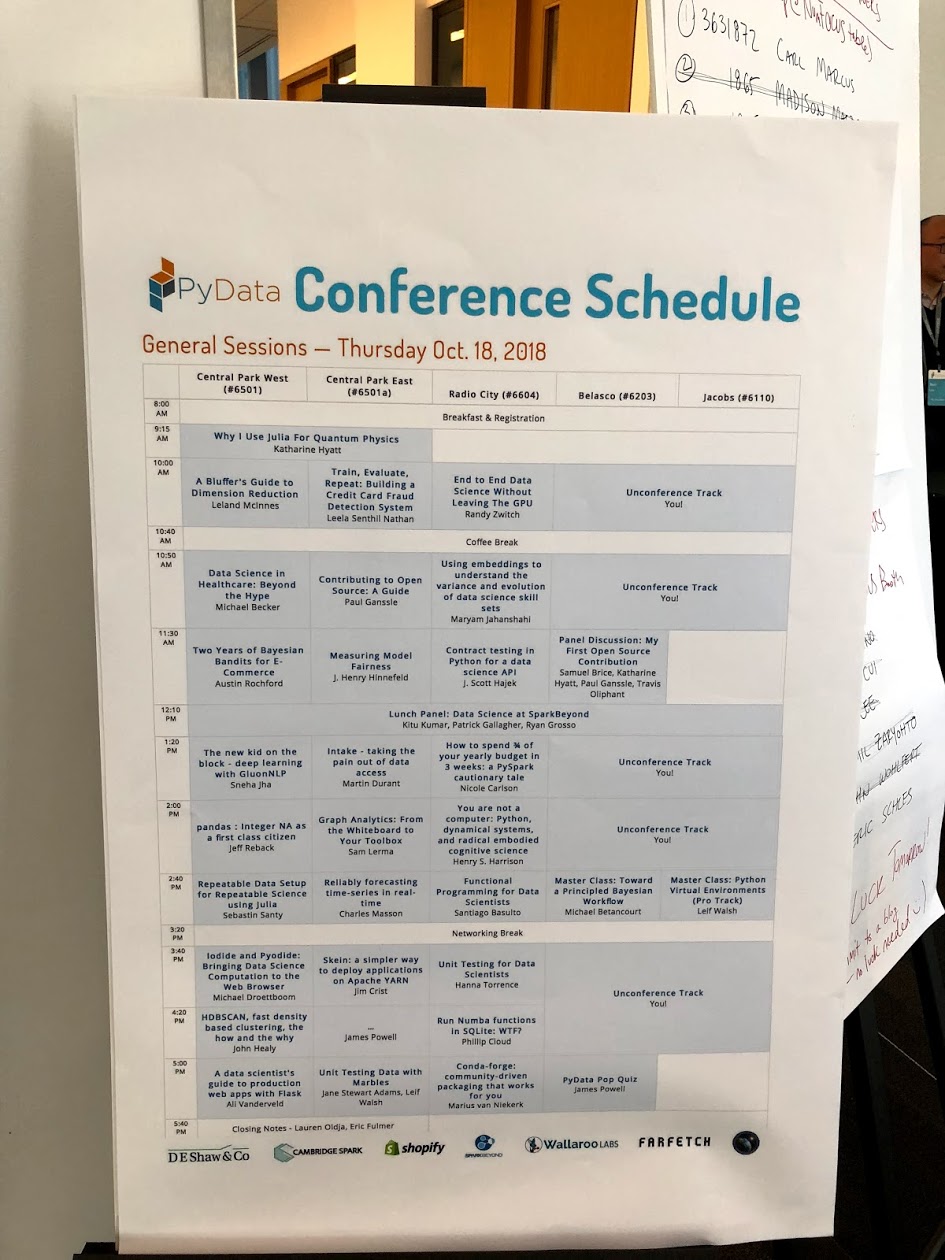 1 3631872 CARL MARCUS
2 1865 MADISON
3
PyData Conference Schedule
General Sessions — Thursday Oct. 18, 2018
Central Park West (#6501) Central Park East (#6501a) Radio City (#6604) Belasco (#6203) Jacobs (#6110)
8:00 AM
Breakfast & Registration
9:15 AM
Why I Use Julia For Quantum Physics
Katharine Hyatt
10:00 AM
A Bluffer's Guide to
Dimension Reduction
Leland McInnes
Train, Evaluate,
Repeat: Building a
Credit Card Fraud
Detection System
Leela Senthil Nathan
End to End Data
Science Without
Leaving The GPU
Randy Zwitch
Unconference Track
You!
10:40 AM
Coffee Break
10:50 AM
Data Science in
Healthcare: Beyond
the Hype
Michael Becker
Contributing to Open
Source: A Guide
Paul Ganssle
Using embeddings to
understand the
variance and evolution
of data science skill
sets
Maryam Jahanshahi
Unconference Track
You!
11:30 AM
Two Years of Bayesian
Bandits for E-
Commerce
Austin Rochford
Measuring Model
Fairness
J. Henry Hinnefeld
Contract testing in
Python for a data
science API
J. Scott Hajek
Panel Discussion: My
First Open Source
Contribution
Samuel Brice, Katharine
Hyatt, Paul Ganssle, Travis
Oliphant
12:10 PM
Lunch Panel: Data Science at SparkBeyond
Kitu Kumar, Patrick Gallagher, Ryan Grosso
1:20 PM
The new kid on the
block - deep learning
with GluonNLP
Sneha Jha
Intake - taking the
pain out of data
access
Martin Durant
How to spend ¾ of
your yearly budget in
3 weeks: a PySpark
cautionary tale
Nicole Carlson
Unconference Track
You!
2:00 PM
pandas : Integer NA as
a first class citizen
Jeff Reback
Graph Analytics: From
the Whiteboard to
Your Toolbox
Sam Lerma
You are not a
computer: Python,
dynamical systems,
and radical embodied
cognitive science
Henry S. Harrison
Unconference Track
You!
2:40 PM
Repeatable Data Setup
for Repeatable Science
using Julia
Sebastin Santy
Reliably forecasting
time-series in real-
time
Charles Masson
Functional
Programming for Data
Scientists
Santiago Basulto
Master Class: Toward
a Principled Bayesian
Workflow
Michael Betancourt
Master Class: Python
Virtual Environments
(Pro Track)
Leif Walsh
3:20 PM
Networking Break
3:40 PM
Iodide and Pyodide:
Bringing Data Science
Computation to the
Web Browser
Michael Droettboom
Skein: a simpler way
to deploy applications
on Apache YARN
Jim Crist
Unit Testing for Data
Scientists
Hanna Torrence
Unconference Track
You!
4:20 PM
HDBSCAN, fast density
based clustering, the
how and the why
John Healy
...
James Powell
Run Numba functions
in SQLite: WTF?
Phillip Cloud
5:00 PM
A data scientist's
guide to production
web apps with Flask
Ali Vanderveld
Unit Testing Data with
Marbles
Jane Stewart Adams, Leif
Walsh
Conda-forge:
community-driven
packaging that works
for you
Marius van Niekerk
PyData Pop Quiz
James Powell
5:40 PM
Closing Notes - Lauren Oldja, Eric Fulmer
DE Shaw & Co CAMBRIDGE SPARK shopify SPARKBEYOND Wallaroo LABS FARFETCH
LUCK TOMORROW!
to a blog
no luck needed :)